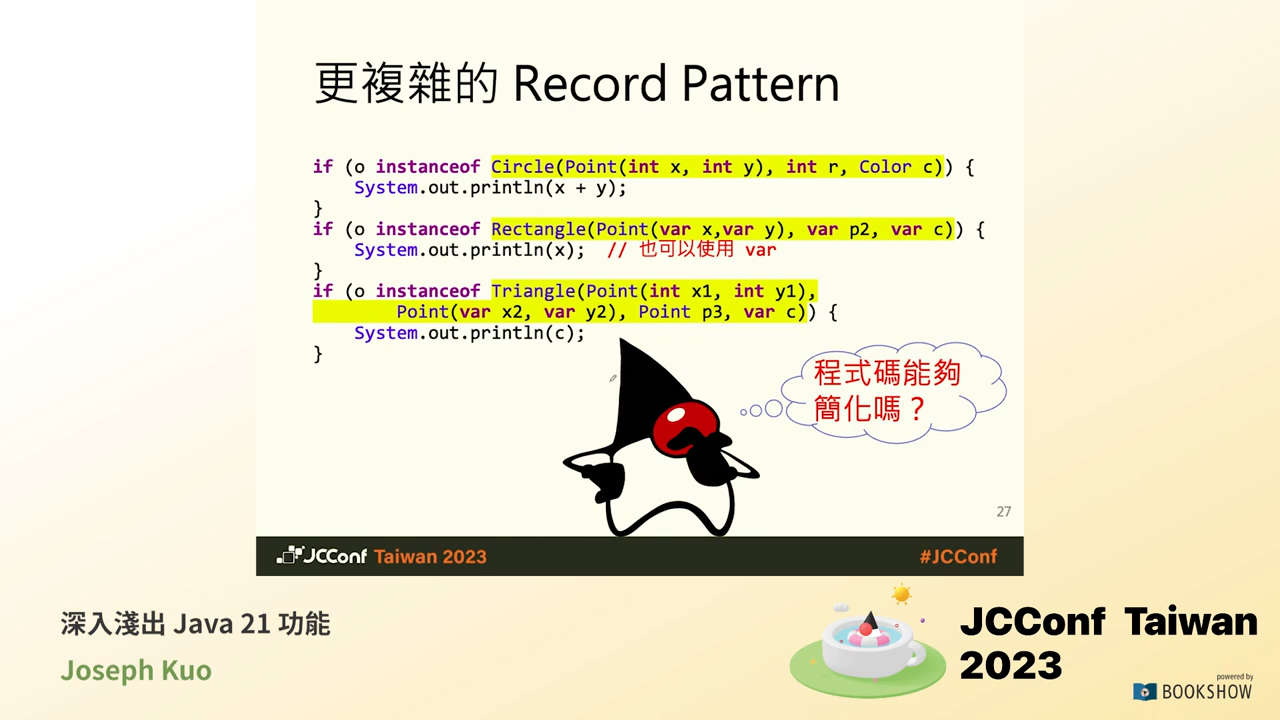 更複雜的 Record Pattern
if (o instanceof Circle(Point(int x, int y), int r, Color c)) {
    System.out.println(x + y);
}
if (o instanceof Rectangle(Point(var x,var y), var p2, var c)) {
    System.out.println(x);  // 也可以使用 var
}
if (o instanceof Triangle(Point(int x1, int y1),
        Point(var x2, var y2), Point p3, var c)) {
    System.out.println(c);
}
程式碼能夠
簡化嗎？
27
JCConf Taiwan 2023
#JCConf
深入淺出 Java 21 功能
Joseph Kuo
JCConf Taiwan
2023
powered by
BOOKSHOW